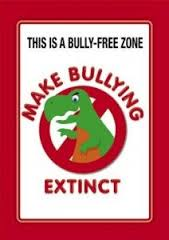 THIS IS A BULLY-FREE ZONE
MAKE BULLYING
EXTINCT